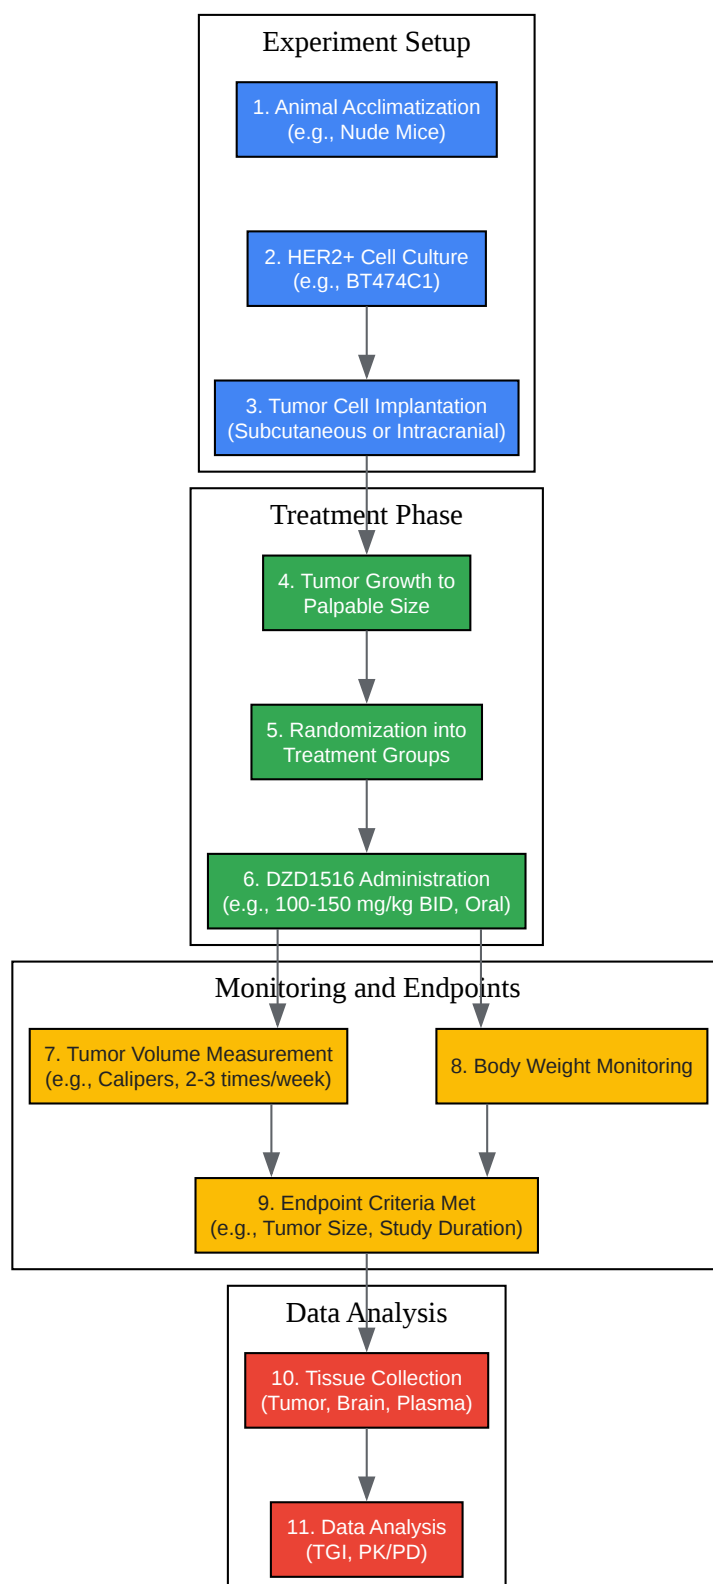 Experiment Setup
1. Animal Acclimatization
(e.g., Nude Mice)
2. HER2+ Cell Culture
(e.g., BT474C1)
3. Tumor Cell Implantation
(Subcutaneous or Intracranial)
Treatment Phase
4. Tumor Growth to
Palpable Size
5. Randomization into
Treatment Groups
6. DZD1516 Administration
(e.g., 100-150 mg/kg BID, Oral)
Monitoring and Endpoints
7. Tumor Volume Measurement
(e.g., Calipers, 2-3 times/week)
8. Body Weight Monitoring
9. Endpoint Criteria Met
(e.g., Tumor Size, Study Duration)
Data Analysis
10. Tissue Collection
(Tumor, Brain, Plasma)
11. Data Analysis
(TGI, PK/PD)